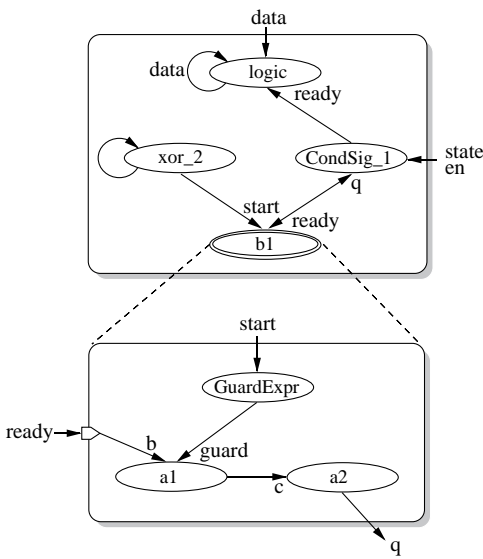 data
data
logic
ready
xor_2
CondSig_1
state
en
q
start
ready
b1
start
GuardExpr
ready
b
guard
a1
c
a2
q